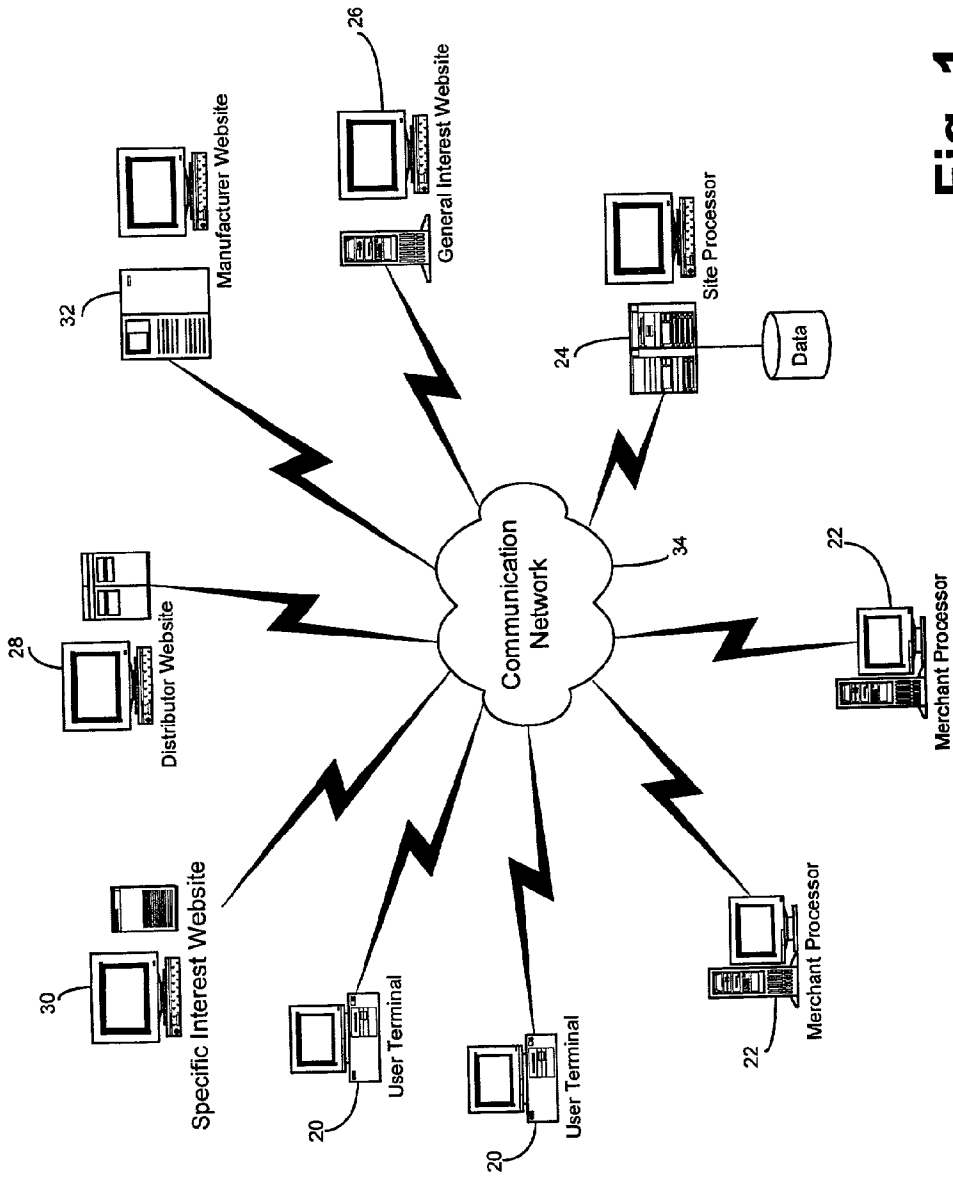 30
Specific Interest Website
28
Distributor Website
32
Manufacturer Website
26
General Interest Website
20
User Terminal
20
User Terminal
Communication
Network
34
24
Site Processor
Data
22
Merchant Processor
22
Merchant Processor
Fig. 1